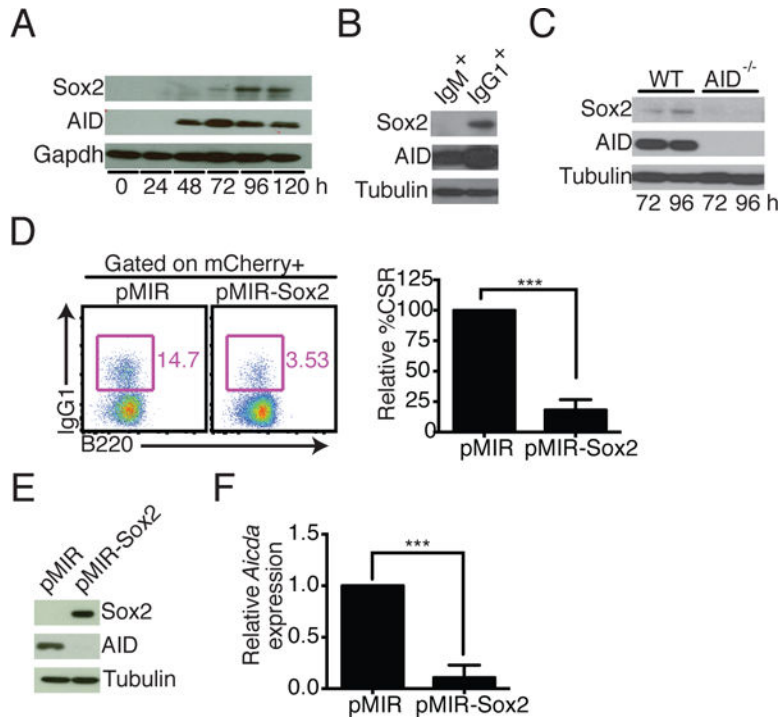 A
Sox2
AID
Gapdh
0 24 48 72 96 120 h
B
IgM+ IgG1+
Sox2
AID
Tubulin
C
WT AID-/-
Sox2
AID
Tubulin
72 96 72 96 h
D
Gated on mCherry+
pMIR pMIR-Sox2
14.7 3.53
IgG1
B220
Relative %CSR
125
100
75
50
25
0
***
pMIR pMIR-Sox2
E
pMIR pMIR-Sox2
Sox2
AID
Tubulin
F
Relative Aicda
expression
1.5
1.0
0.5
0.0
***
pMIR pMIR-Sox2